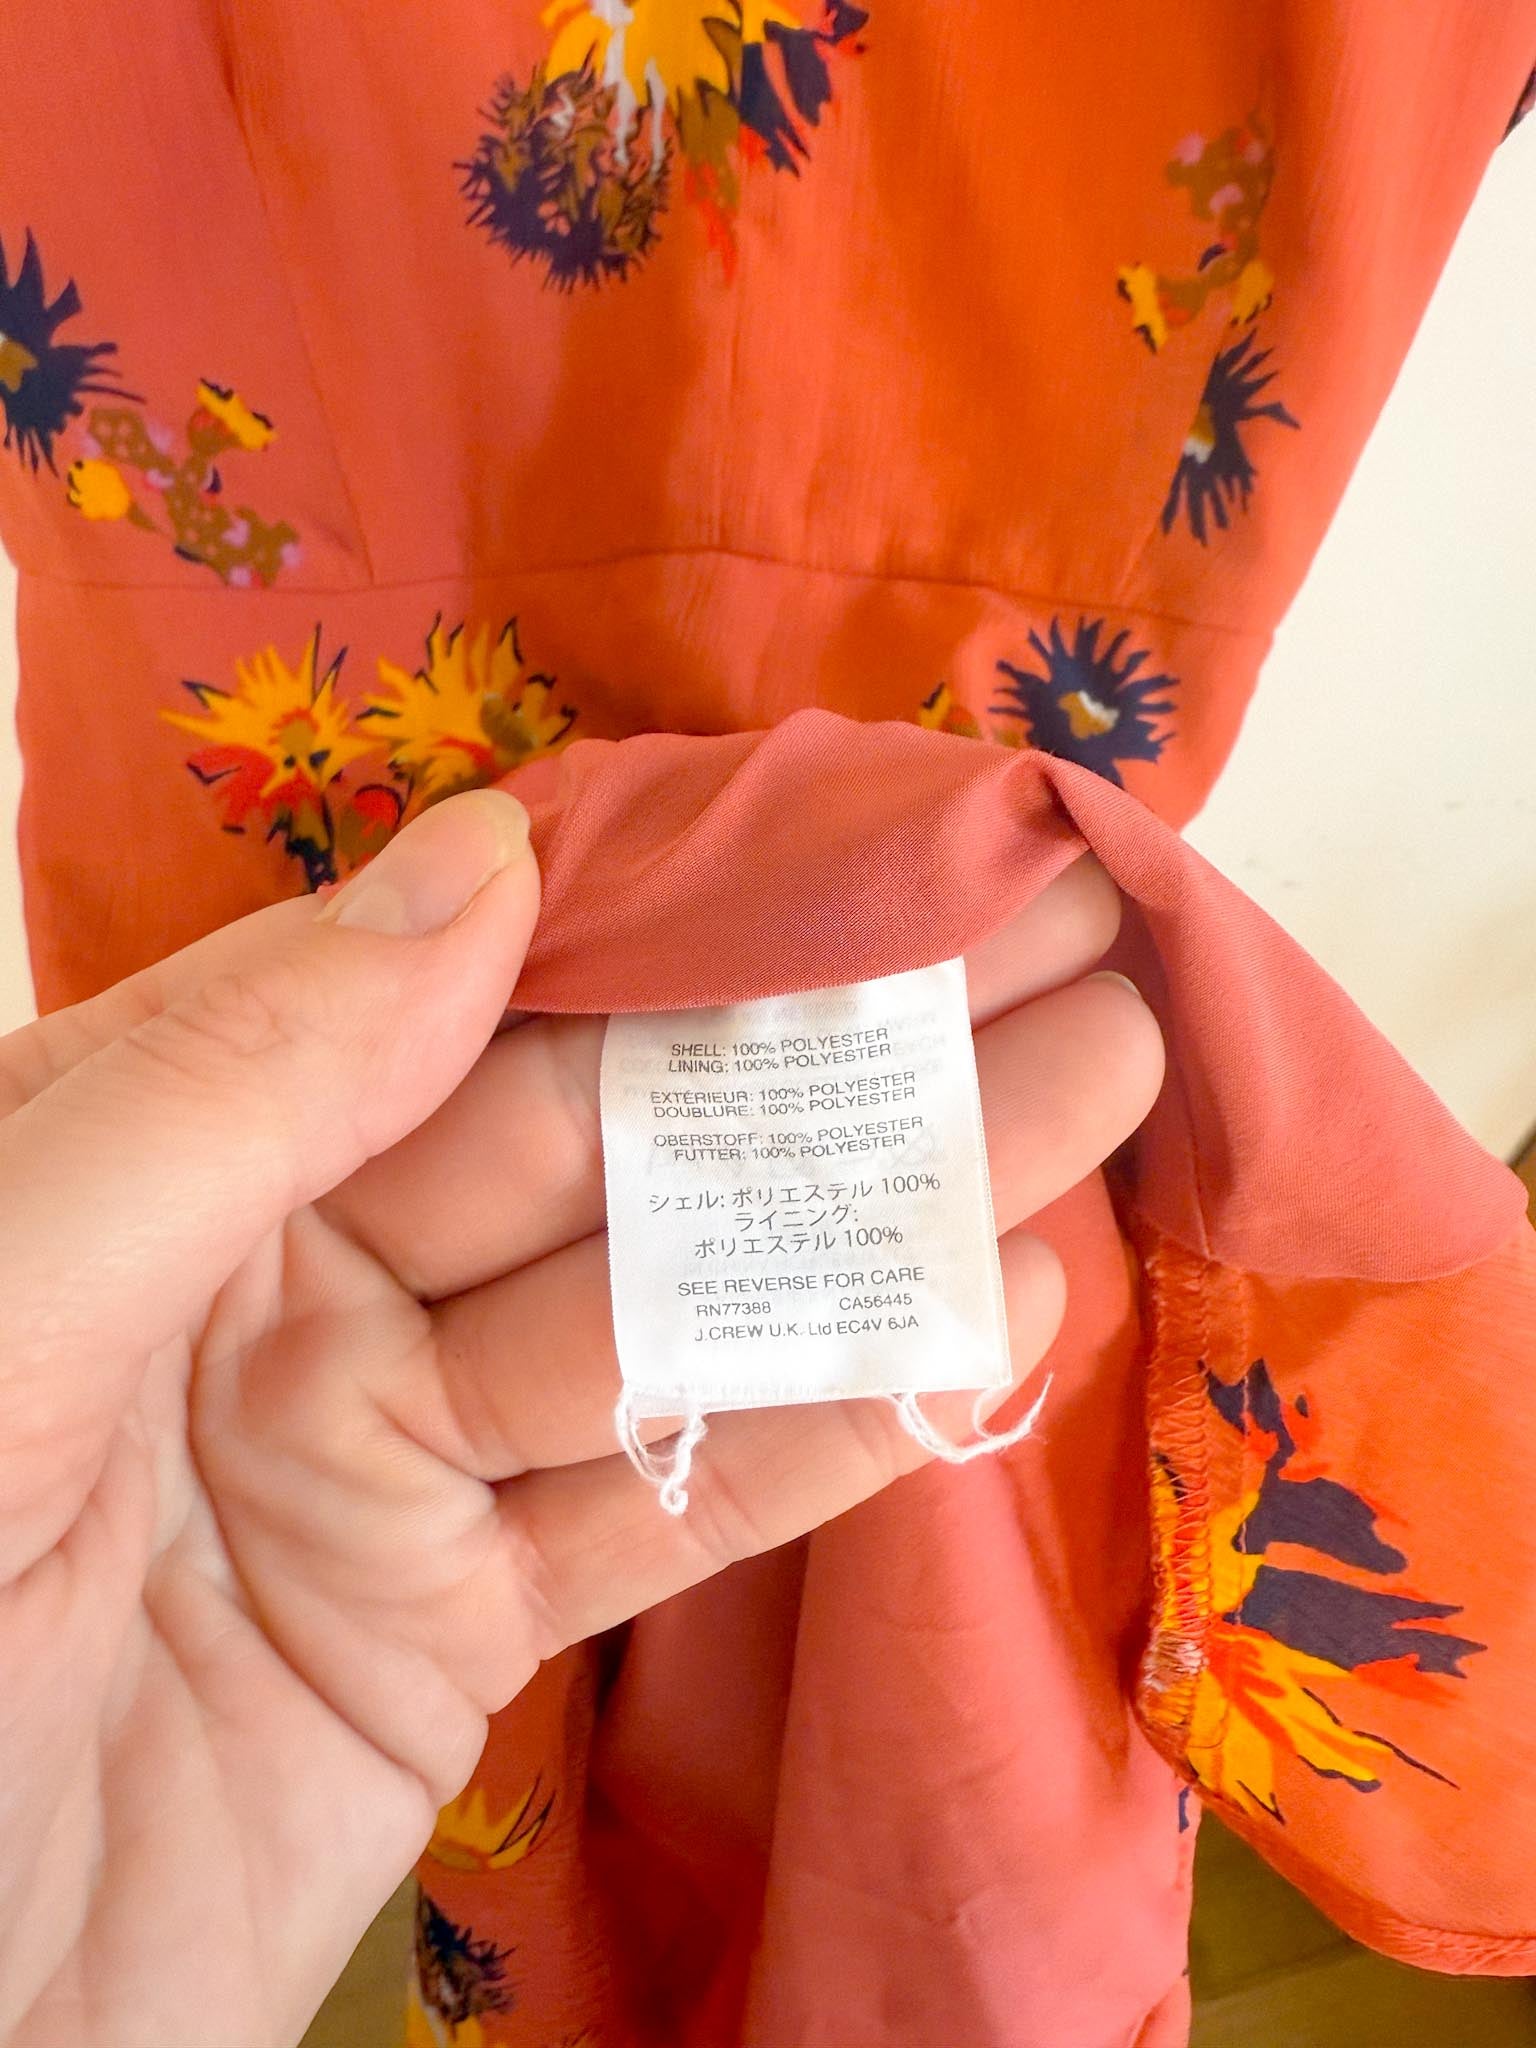 SHELL: 100% POLYESTER
LINING: 100% POLYESTER
EXTÉRIEUR: 100% POLYESTER
DOUBLURE: 100% POLYESTER
OBERSTOFF: 100% POLYESTER
FUTTER: 100% POLYESTER
シェル: ポリエステル 100%
ライニング:
ポリエステル 100%
SEE REVERSE FOR CARE
RN77388 CA56445
J.CREW U.K. Ltd EC4V 6JA